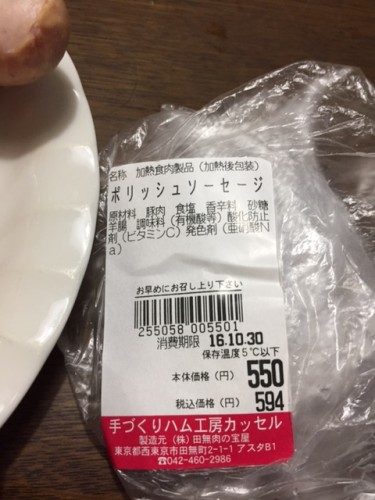 名称 加熱食肉製品（加熱後包装）
ポリッシュソーセージ
原材料 豚肉 食塩 香辛料 砂糖
羊腸 調味料（有機酸等）酸化防止
剤（ビタミンC）発色剤（亜硝酸N
a）
お早めにお召し上り下さい
255058 005501
消費期限 16.10.30
保存温度5℃以下
本体価格（円） 550
税込価格（円） 594
手づくりハム工房カッセル
製造元（株）田無肉の宝屋
東京都西東京市田無町2-1-1 アスタB1
☎042-460-2986